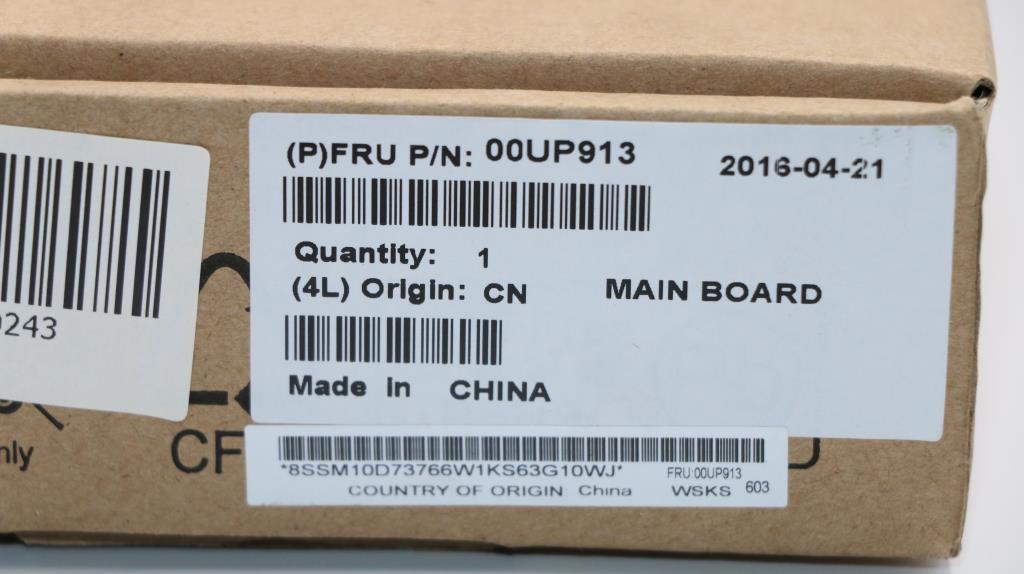 (P)FRU P/N: 00UP913
2016-04-21
Quantity: 1
(4L) Origin: CN
MAIN BOARD
Made in CHINA
*8SSM10D73766W1KS63G10WJ*
FRU:00UP913
COUNTRY OF ORIGIN: China
WSKS 603
0243
nly
CF